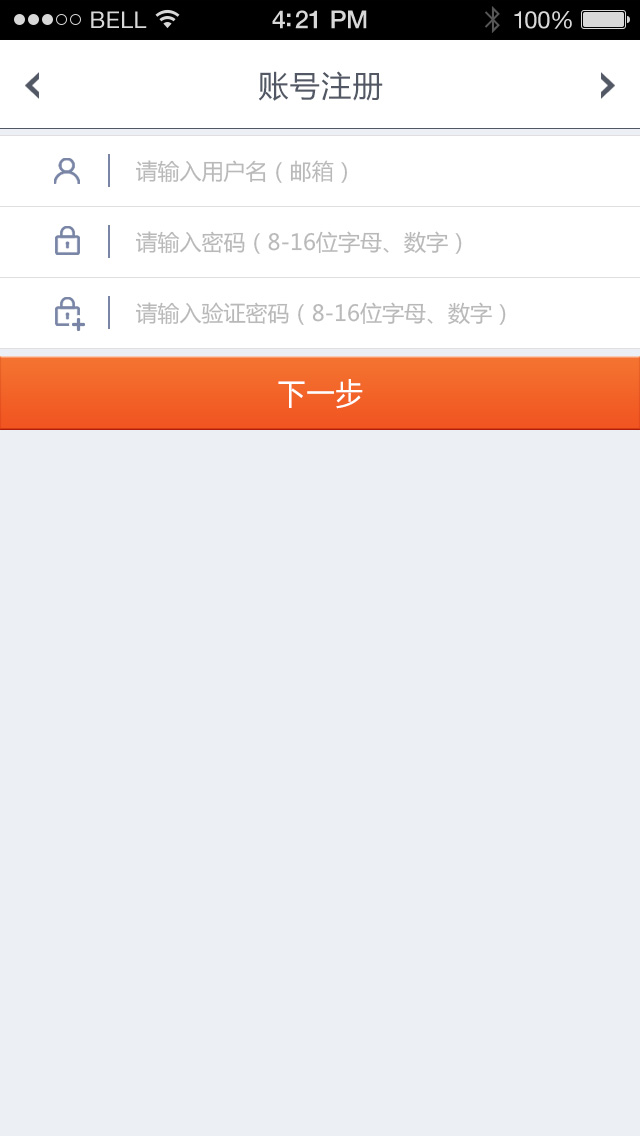 BELL 4:21 PM 100%
账号注册
请输入用户名（邮箱）
请输入密码（8-16位字母、数字）
请输入验证密码（8-16位字母、数字）
下一步